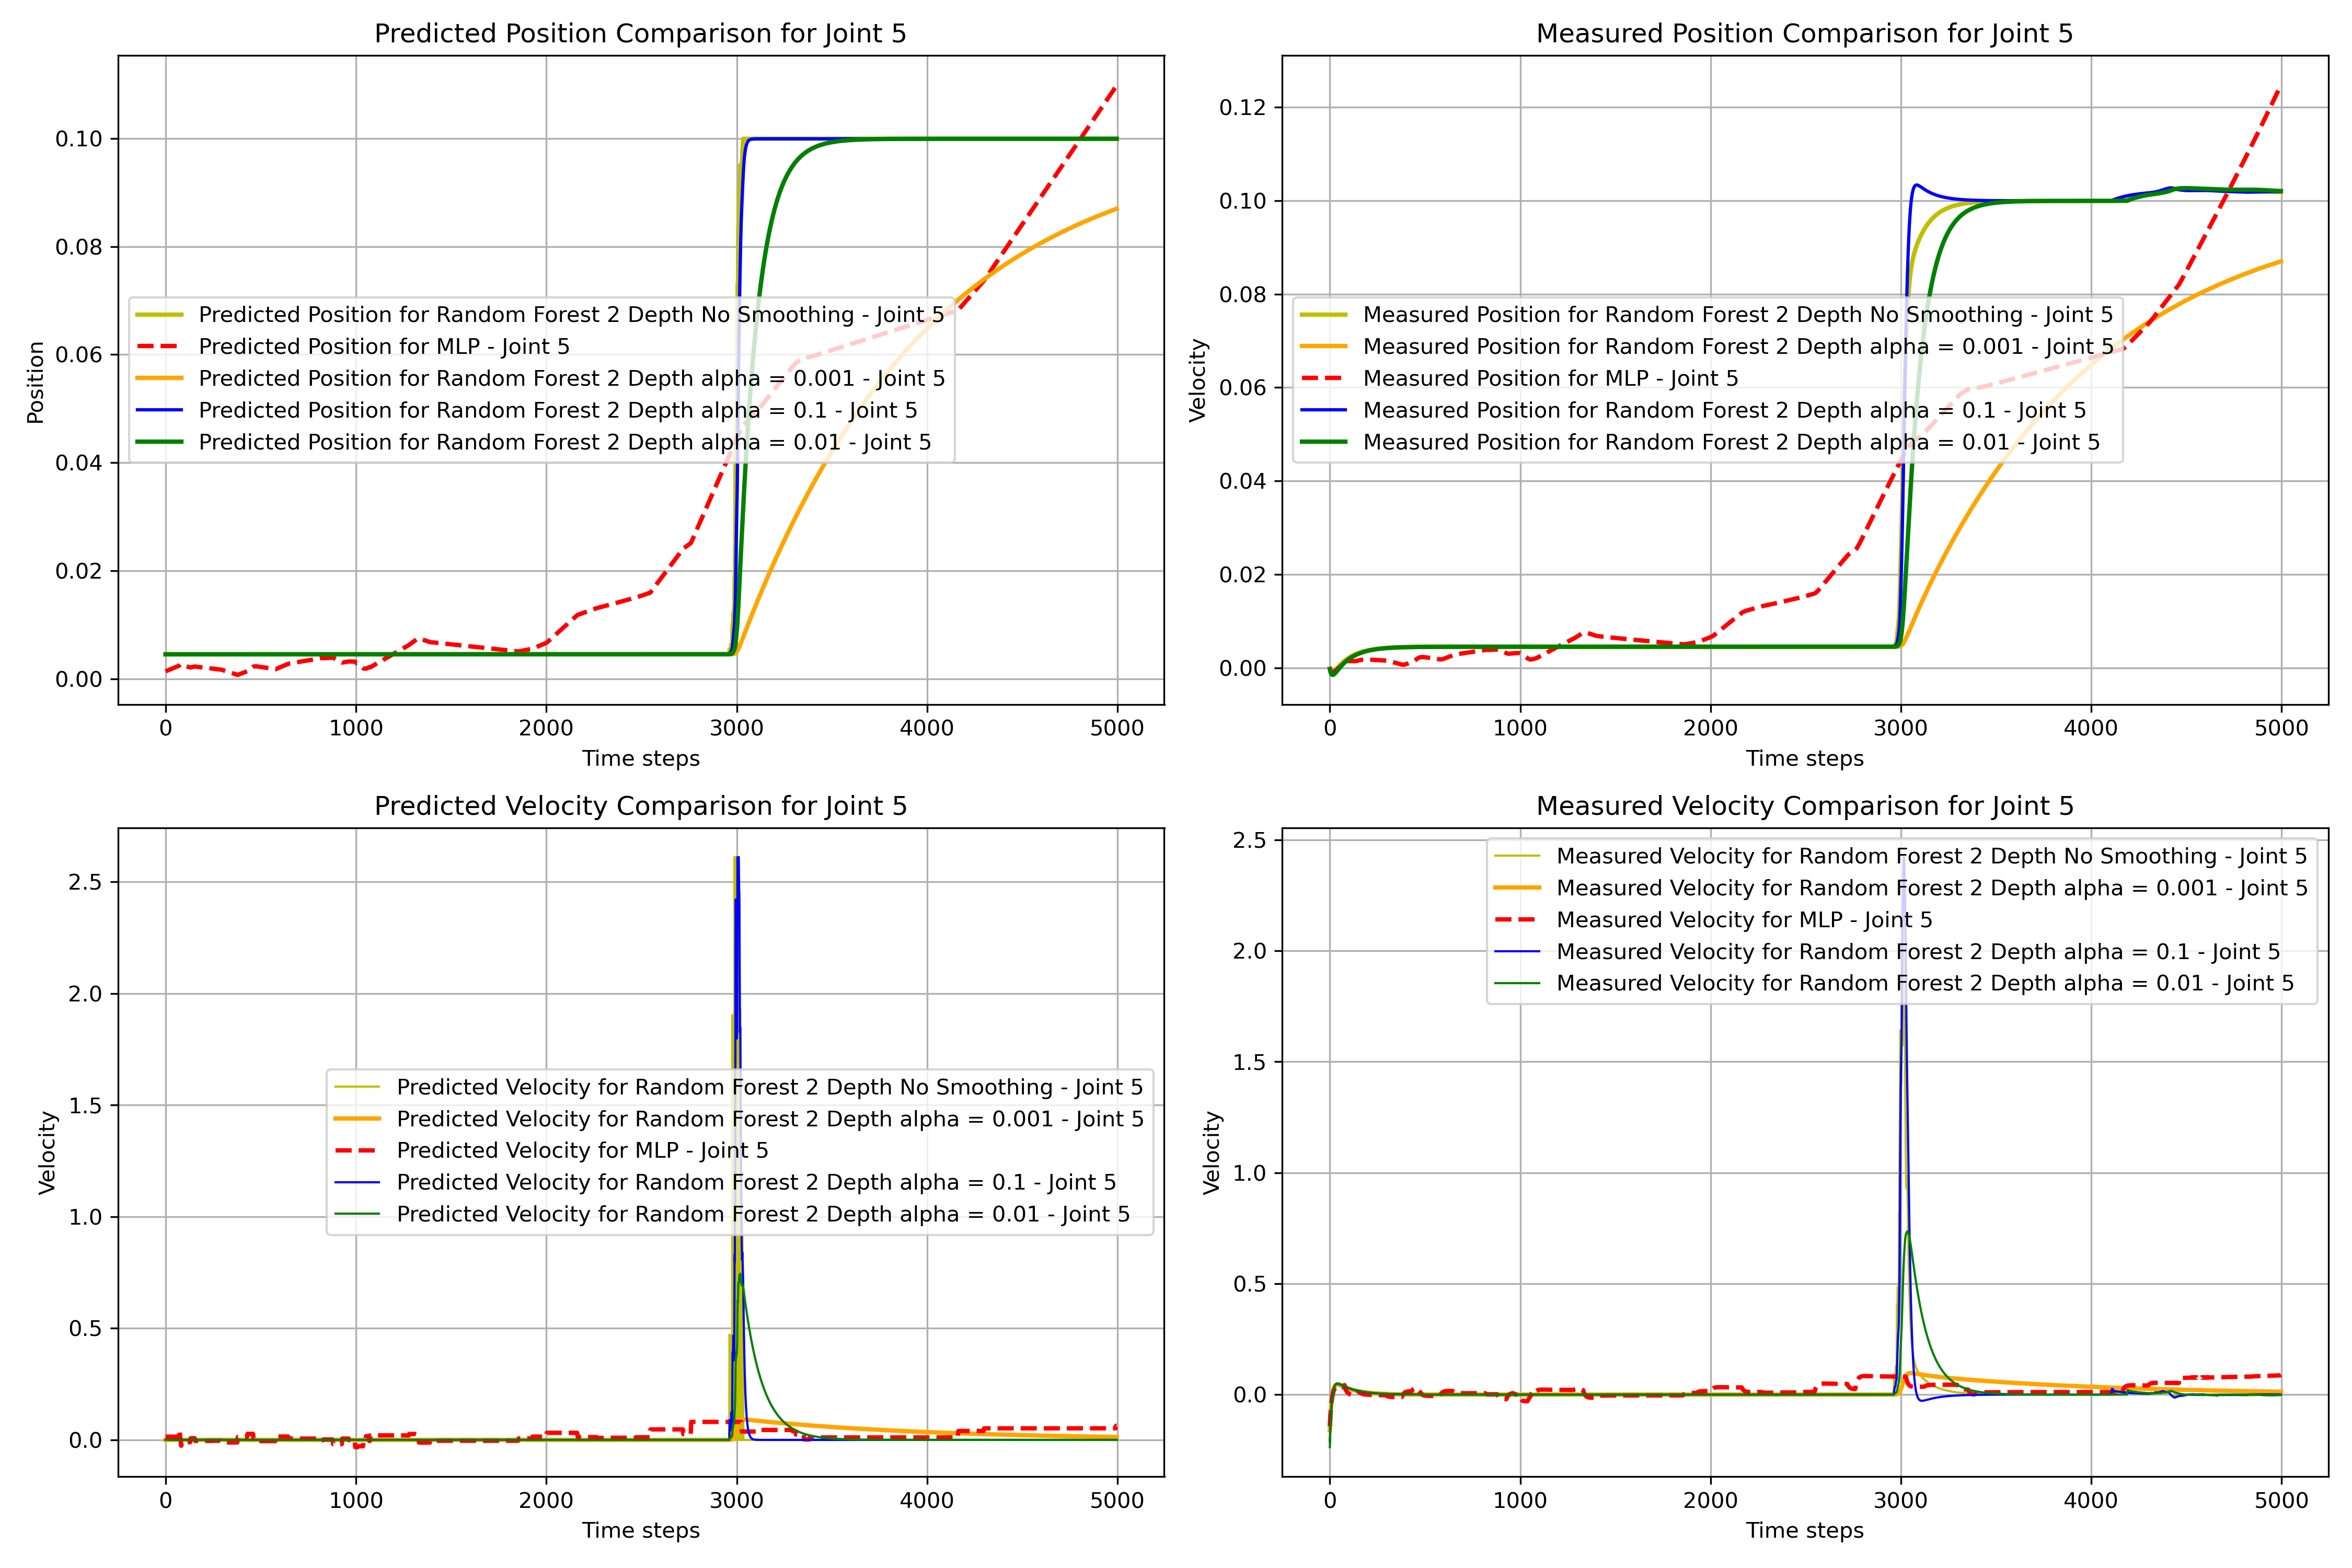 Predicted Position Comparison for Joint 5
Position
0.10
0.08
0.06
0.04
0.02
0.00
Predicted Position for Random Forest 2 Depth No Smoothing - Joint 5
Predicted Position for MLP - Joint 5
Predicted Position for Random Forest 2 Depth alpha = 0.001 - Joint 5
Predicted Position for Random Forest 2 Depth alpha = 0.1 - Joint 5
Predicted Position for Random Forest 2 Depth alpha = 0.01 - Joint 5
0 1000 2000 3000 4000 5000
Time steps
Measured Position Comparison for Joint 5
Velocity
0.12
0.10
0.08
0.06
0.04
0.02
0.00
Measured Position for Random Forest 2 Depth No Smoothing - Joint 5
Measured Position for Random Forest 2 Depth alpha = 0.001 - Joint 5
Measured Position for MLP - Joint 5
Measured Position for Random Forest 2 Depth alpha = 0.1 - Joint 5
Measured Position for Random Forest 2 Depth alpha = 0.01 - Joint 5
0 1000 2000 3000 4000 5000
Time steps
Predicted Velocity Comparison for Joint 5
Velocity
2.5
2.0
1.5
1.0
0.5
0.0
Predicted Velocity for Random Forest 2 Depth No Smoothing - Joint 5
Predicted Velocity for Random Forest 2 Depth alpha = 0.001 - Joint 5
Predicted Velocity for MLP - Joint 5
Predicted Velocity for Random Forest 2 Depth alpha = 0.1 - Joint 5
Predicted Velocity for Random Forest 2 Depth alpha = 0.01 - Joint 5
0 1000 2000 3000 4000 5000
Time steps
Measured Velocity Comparison for Joint 5
Velocity
2.5
2.0
1.5
1.0
0.5
0.0
Measured Velocity for Random Forest 2 Depth No Smoothing - Joint 5
Measured Velocity for Random Forest 2 Depth alpha = 0.001 - Joint 5
Measured Velocity for MLP - Joint 5
Measured Velocity for Random Forest 2 Depth alpha = 0.1 - Joint 5
Measured Velocity for Random Forest 2 Depth alpha = 0.01 - Joint 5
0 1000 2000 3000 4000 5000
Time steps